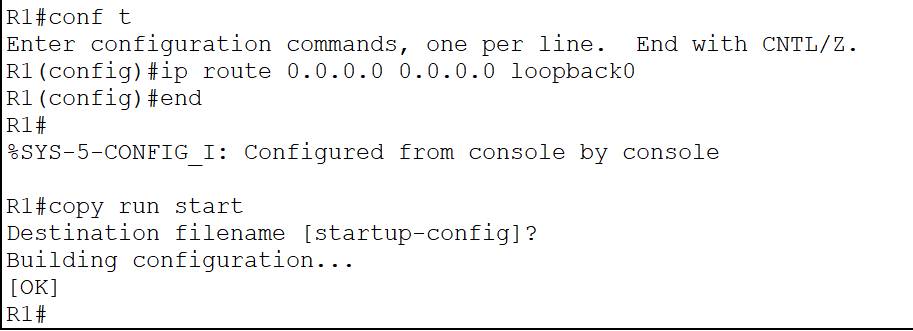 R1#conf t
Enter configuration commands, one per line.  End with CNTL/Z.
R1(config)#ip route 0.0.0.0 0.0.0.0 loopback0
R1(config)#end
R1#
%SYS-5-CONFIG_I: Configured from console by console

R1#copy run start
Destination filename [startup-config]?
Building configuration...
[OK]
R1#